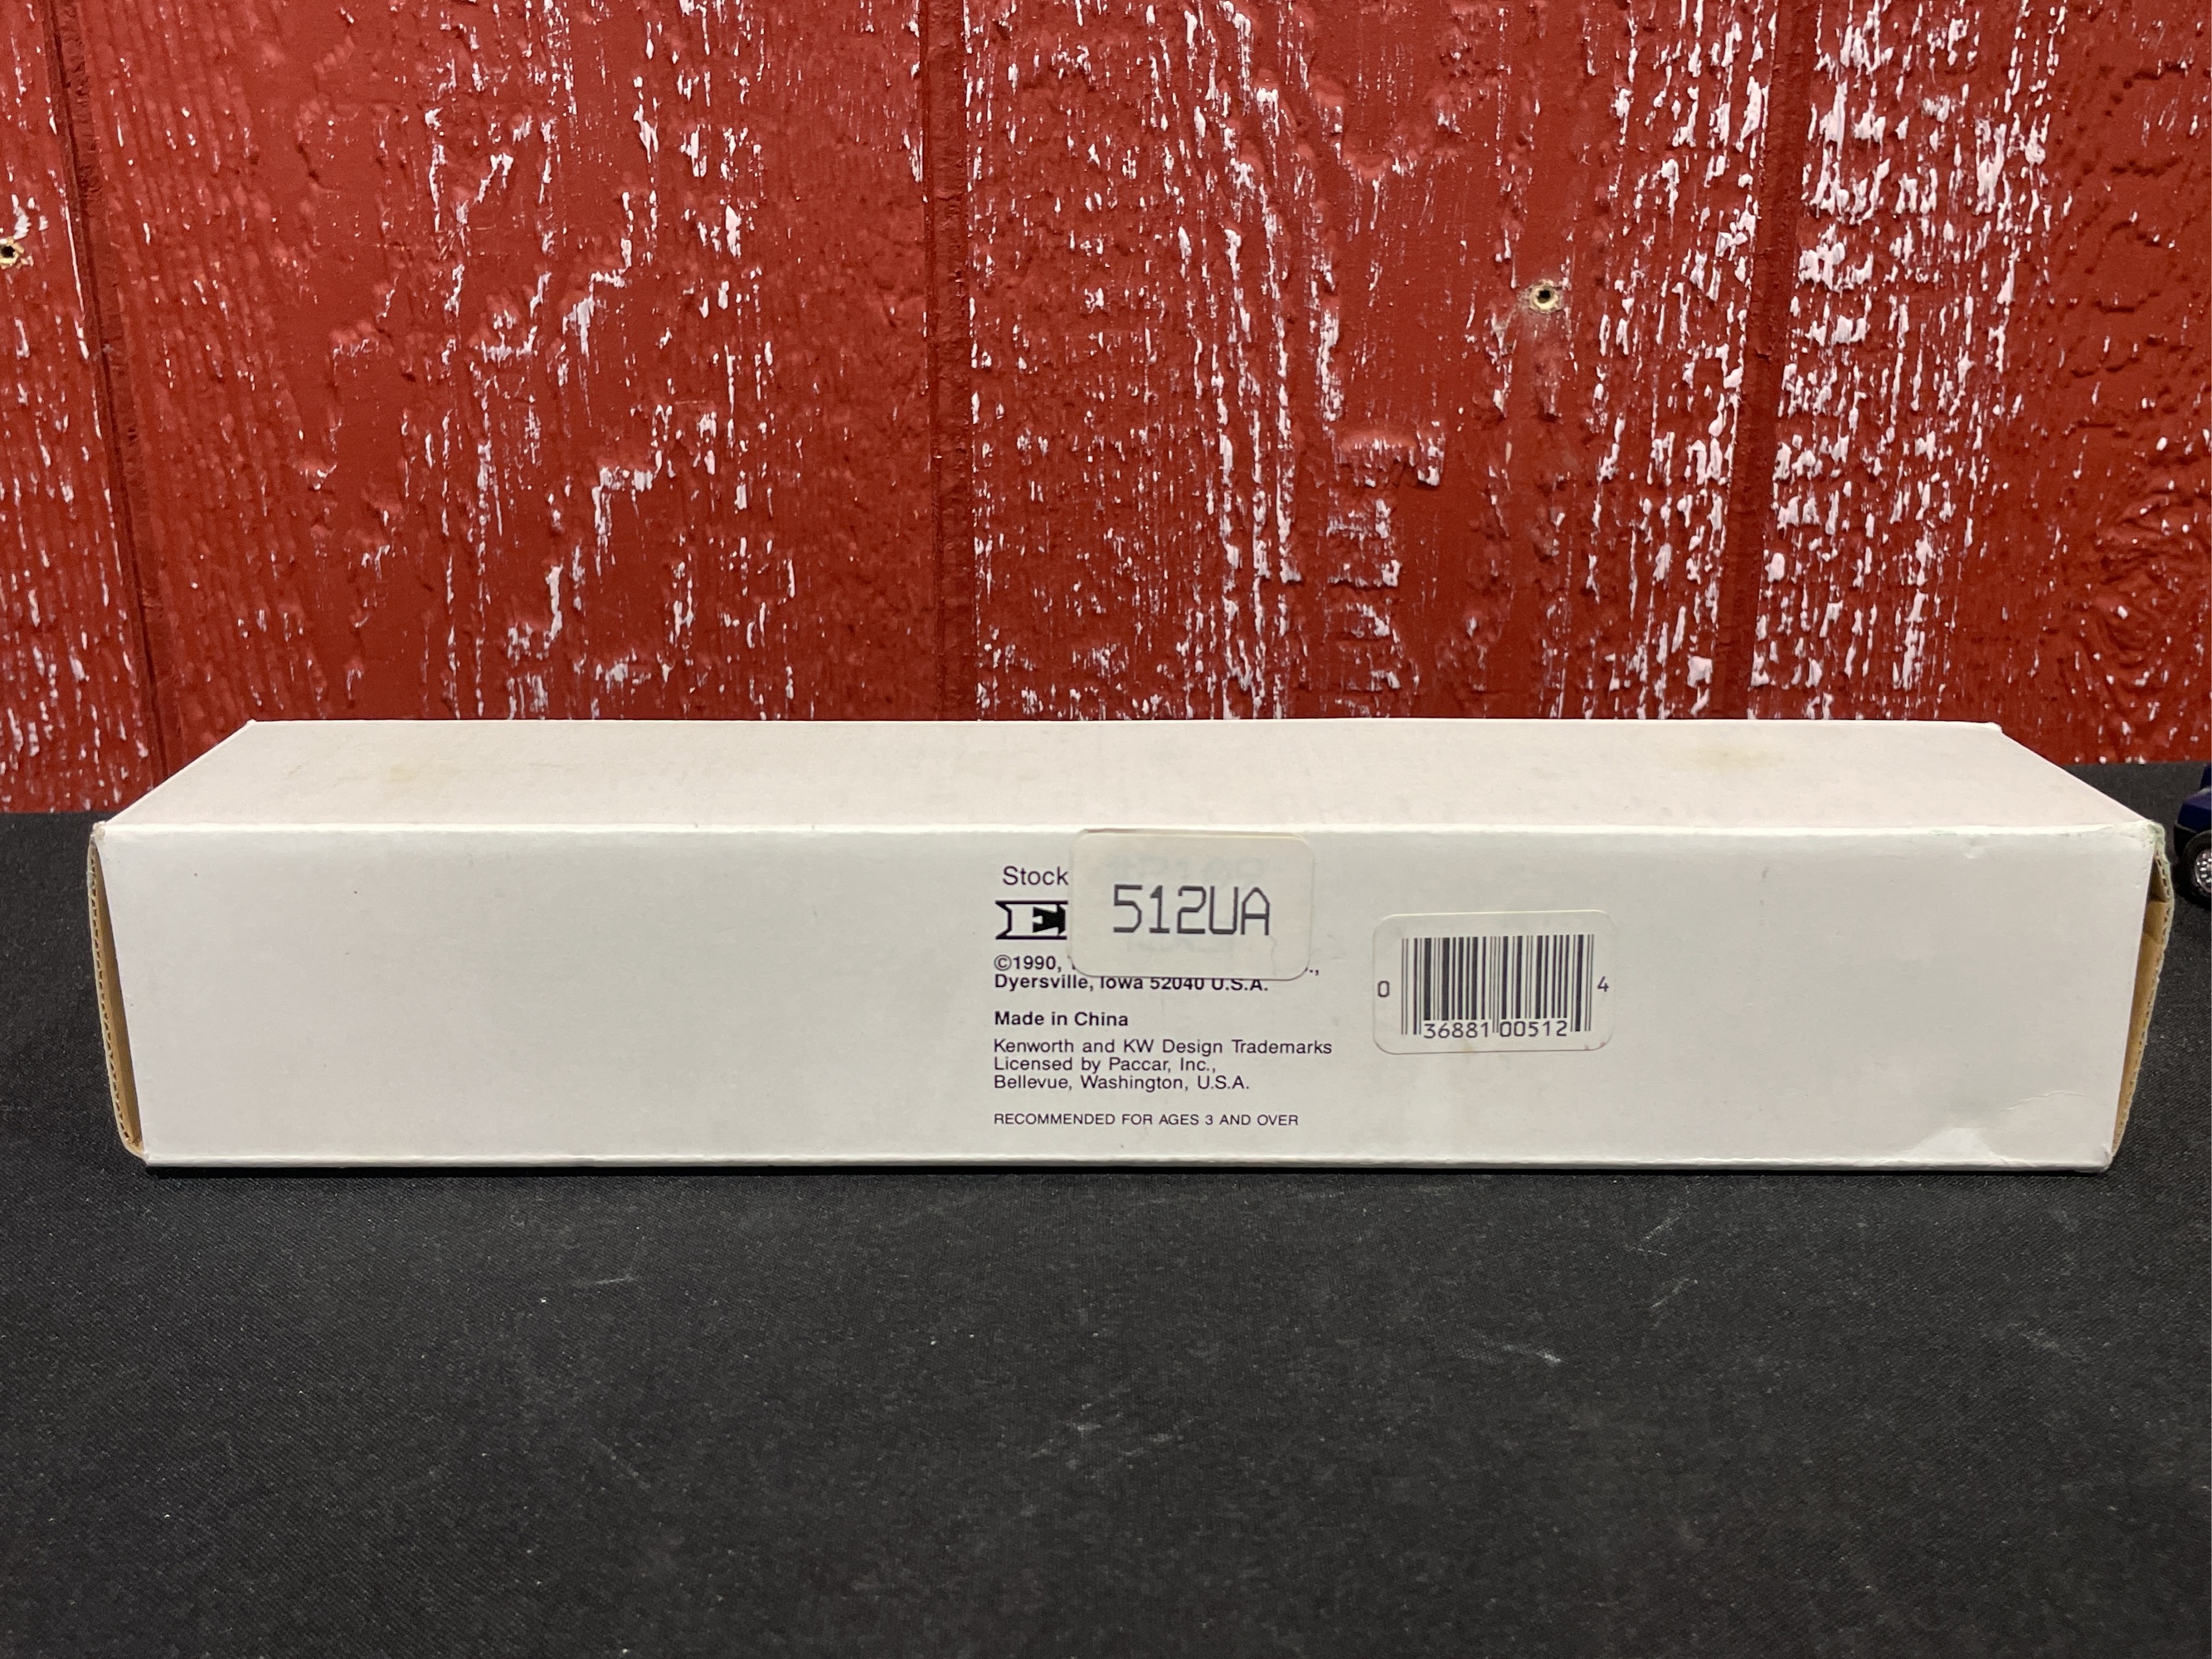 Stock
512UA
E
©1990,
Dyersville, Iowa 52040 U.S.A.
Made in China
Kenworth and KW Design Trademarks
Licensed by Paccar, Inc.,
Bellevue, Washington, U.S.A.
RECOMMENDED FOR AGES 3 AND OVER
0 36881 00512 4